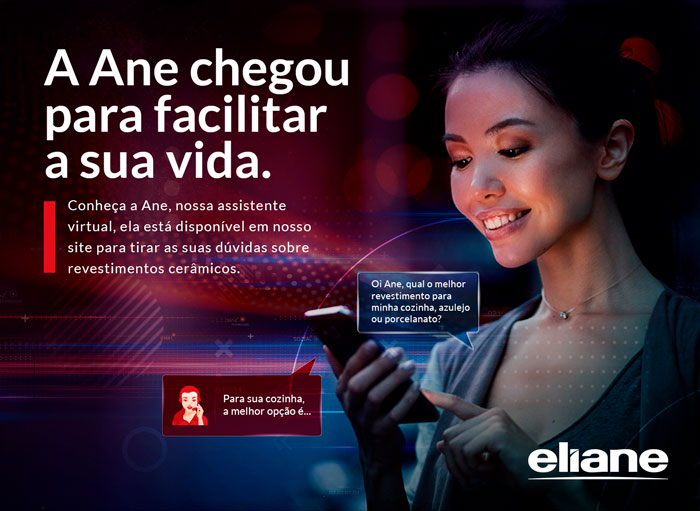 A Ane chegou
para facilitar
a sua vida.
Conheça a Ane, nossa assistente
virtual, ela está disponível em nosso
site para tirar as suas dúvidas sobre
revestimentos cerâmicos.
Oi Ane, qual o melhor
revestimento para
minha cozinha, azulejo
ou porcelanato?
Para sua cozinha,
a melhor opção é...
eliane